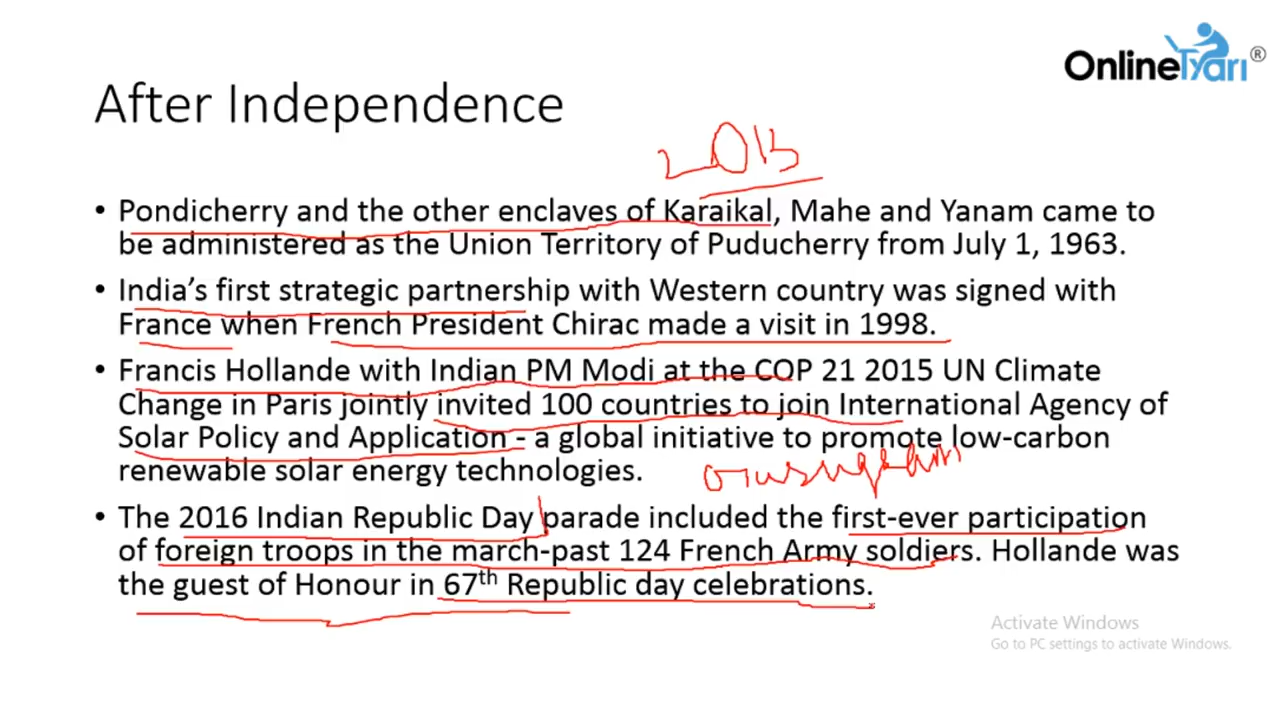 OnlineTyari ®
After Independence
2015
• Pondicherry and the other enclaves of Karaikal, Mahe and Yanam came to
be administered as the Union Territory of Puducherry from July 1, 1963.
• India's first strategic partnership with Western country was signed with
France when French President Chirac made a visit in 1998.
• Francis Hollande with Indian PM Modi at the COP 21 2015 UN Climate
Change in Paris jointly invited 100 countries to join International Agency of
Solar Policy and Application - a global initiative to promote low-carbon
renewable solar energy technologies.
• The 2016 Indian Republic Day parade included the first-ever participation
of foreign troops in the march-past 124 French Army soldiers. Hollande was
the guest of Honour in 67th Republic day celebrations.
Activate Windows
Go to PC settings to activate Windows.